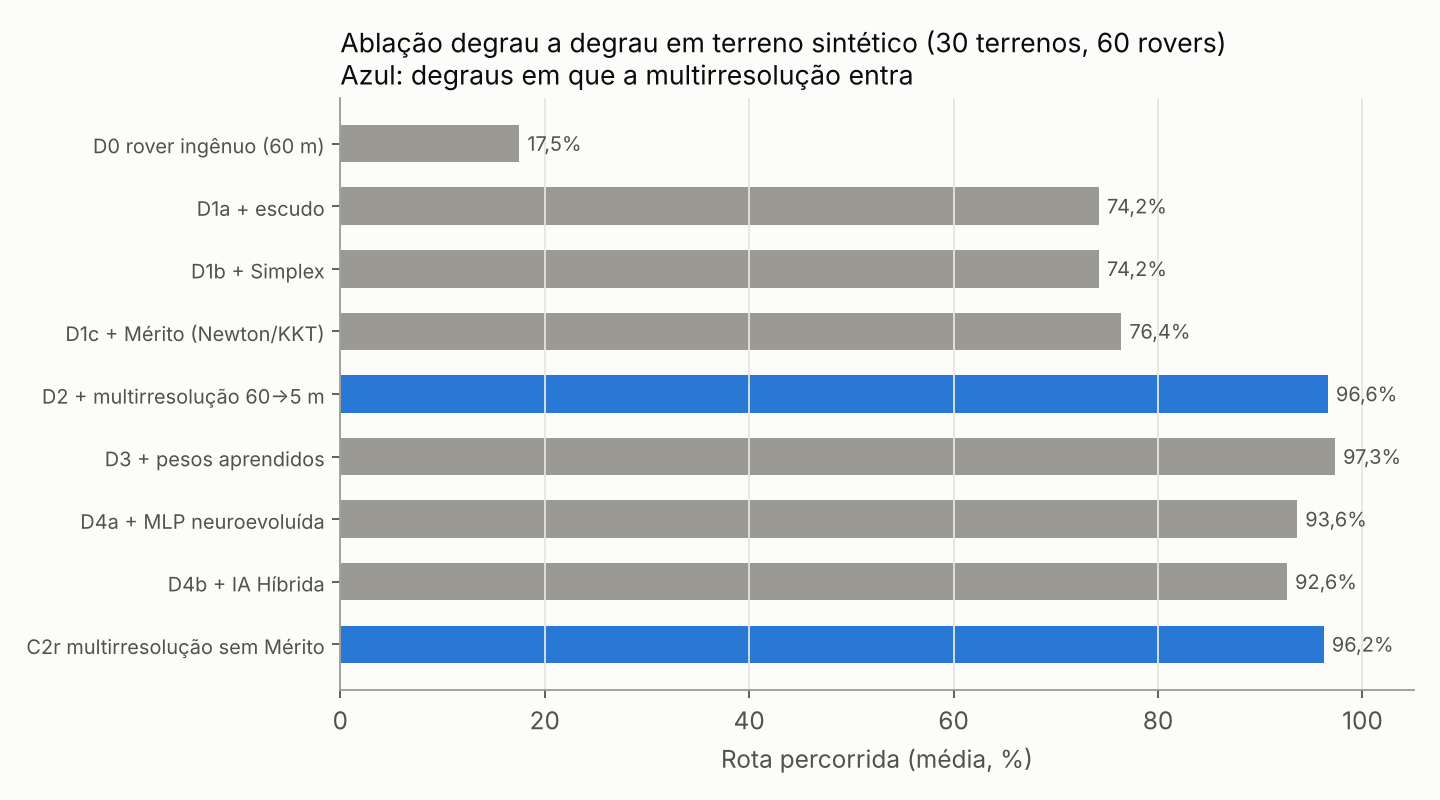 Ablação degrau a degrau em terreno sintético (30 terrenos, 60 rovers)
Azul: degraus em que a multirresolução entra
D0 rover ingênuo (60 m) 17,5%
D1a + escudo 74,2%
D1b + Simplex 74,2%
D1c + Mérito (Newton/KKT) 76,4%
D2 + multirresolução 60→5 m 96,6%
D3 + pesos aprendidos 97,3%
D4a + MLP neuroevoluída 93,6%
D4b + IA Híbrida 92,6%
C2r multirresolução sem Mérito 96,2%
0 20 40 60 80 100
Rota percorrida (média, %)